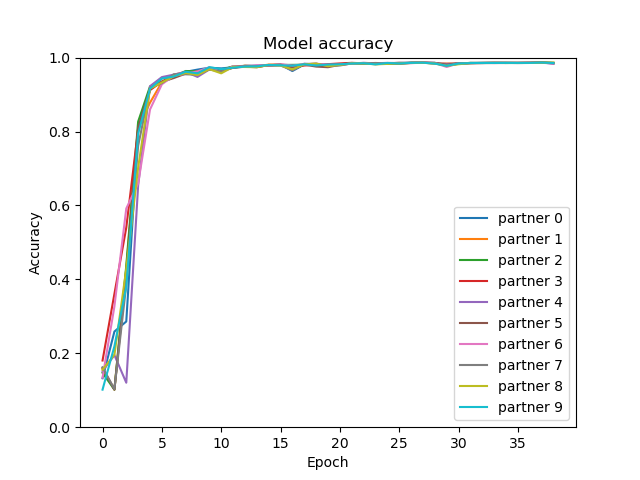 Model accuracy
Accuracy
1.0
0.8
0.6
0.4
0.2
0.0
0 5 10 15 20 25 30 35
Epoch
partner 0
partner 1
partner 2
partner 3
partner 4
partner 5
partner 6
partner 7
partner 8
partner 9